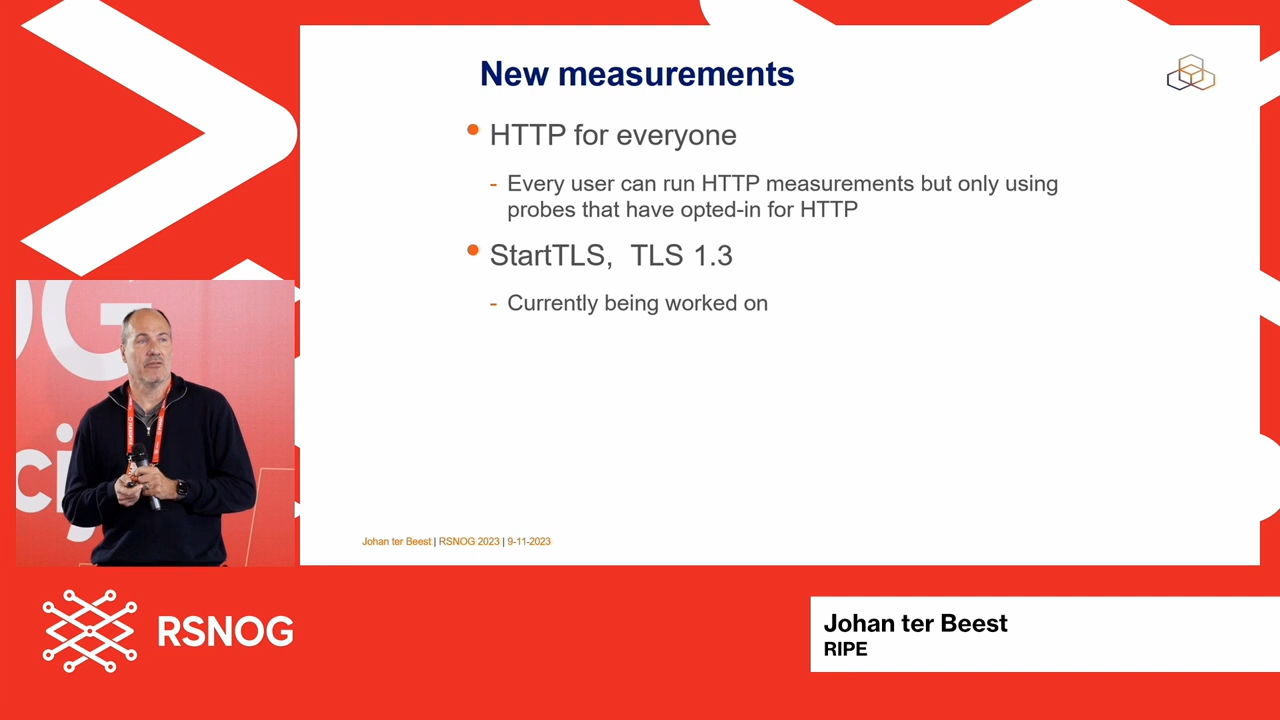 New measurements
• HTTP for everyone
- Every user can run HTTP measurements but only using
probes that have opted-in for HTTP
• StartTLS, TLS 1.3
- Currently being worked on
Johan ter Beest | RSNOG 2023 | 9-11-2023
RSNOG
Johan ter Beest
RIPE